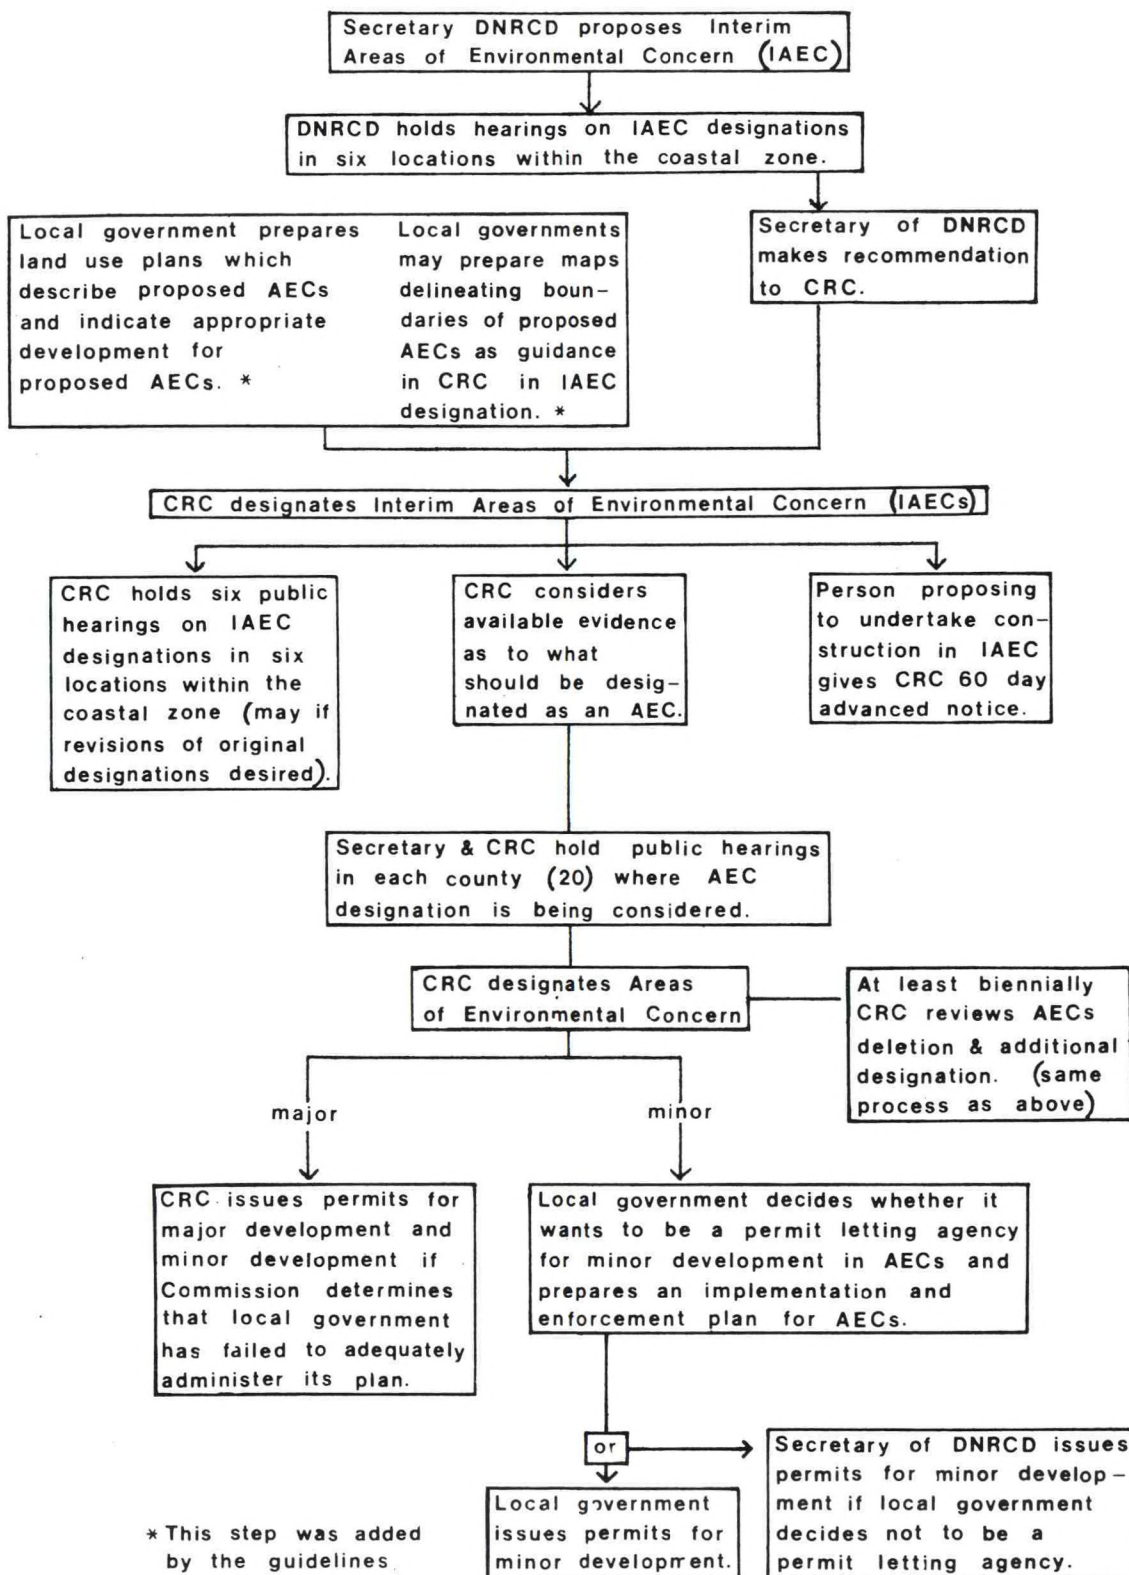 Secretary DNRCD proposes Interim
Areas of Environmental Concern (IAEC)
DNRCD holds hearings on IAEC designations
in six locations within the coastal zone.
Local government prepares
land use plans which
describe proposed AECs
and indicate appropriate
development for
proposed AECs. *
Local governments
may prepare maps
delineating boun-
daries of proposed
AECs as guidance
in CRC in IAEC
designation. *
Secretary of DNRCD
makes recommendation
to CRC.
CRC designates Interim Areas of Environmental Concern (IAECs)
CRC holds six public
hearings on IAEC
designations in six
locations within the
coastal zone (may if
revisions of original
designations desired).
CRC considers
available evidence
as to what
should be desig-
nated as an AEC.
Person proposing
to undertake con-
struction in IAEC
gives CRC 60 day
advanced notice.
Secretary & CRC hold public hearings
in each county (20) where AEC
designation is being considered.
CRC designates Areas
of Environmental Concern
At least biennially
CRC reviews AECs
deletion & additional
designation. (same
process as above)
major
minor
CRC issues permits for
major development and
minor development if
Commission determines
that local government
has failed to adequately
administer its plan.
Local government decides whether it
wants to be a permit letting agency
for minor development in AECs and
prepares an implementation and
enforcement plan for AECs.
or
Local government
issues permits for
minor development.
Secretary of DNRCD issues
permits for minor develop-
ment if local government
decides not to be a
permit letting agency.
* This step was added
by the guidelines